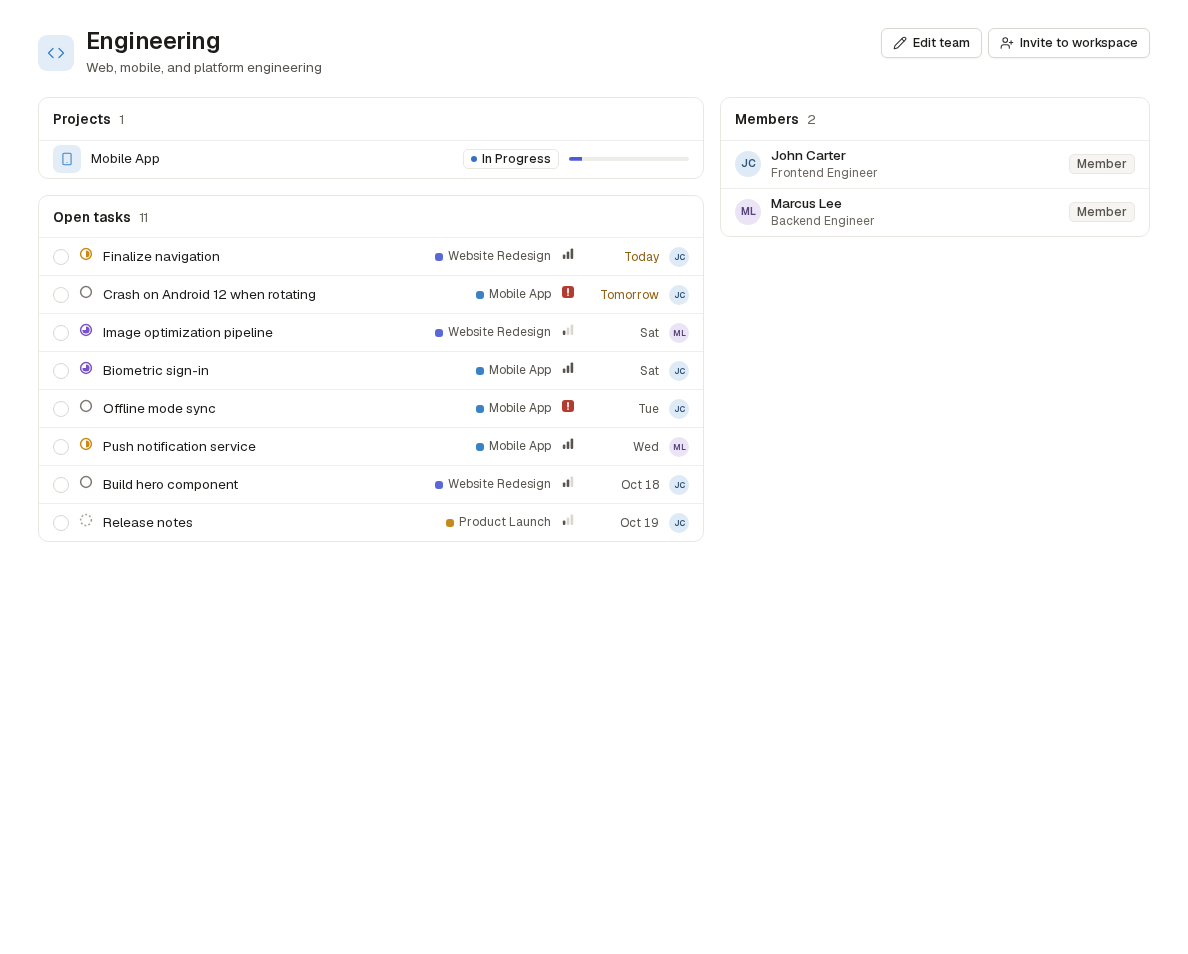 Engineering
Web, mobile, and platform engineering
Edit team
Invite to workspace
Projects 1
Mobile App In Progress
Open tasks 11
Finalize navigation Website Redesign Today JC
Crash on Android 12 when rotating Mobile App Tomorrow JC
Image optimization pipeline Website Redesign Sat ML
Biometric sign-in Mobile App Sat JC
Offline mode sync Mobile App Tue JC
Push notification service Mobile App Wed ML
Build hero component Website Redesign Oct 18 JC
Release notes Product Launch Oct 19 JC
Members 2
JC John Carter Member
Frontend Engineer
ML Marcus Lee Member
Backend Engineer